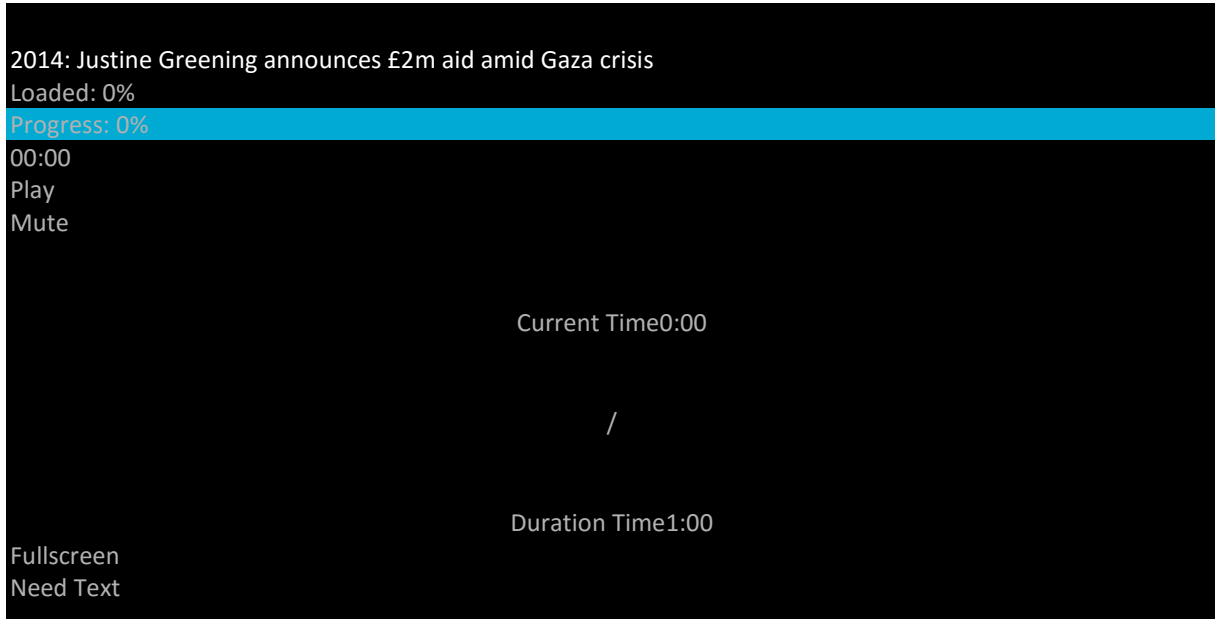 2014: Justine Greening announces £2m aid amid Gaza crisis
Loaded: 0%
Progress: 0%
00:00
Play
Mute
Current Time0:00
/
Duration Time1:00
Fullscreen
Need Text